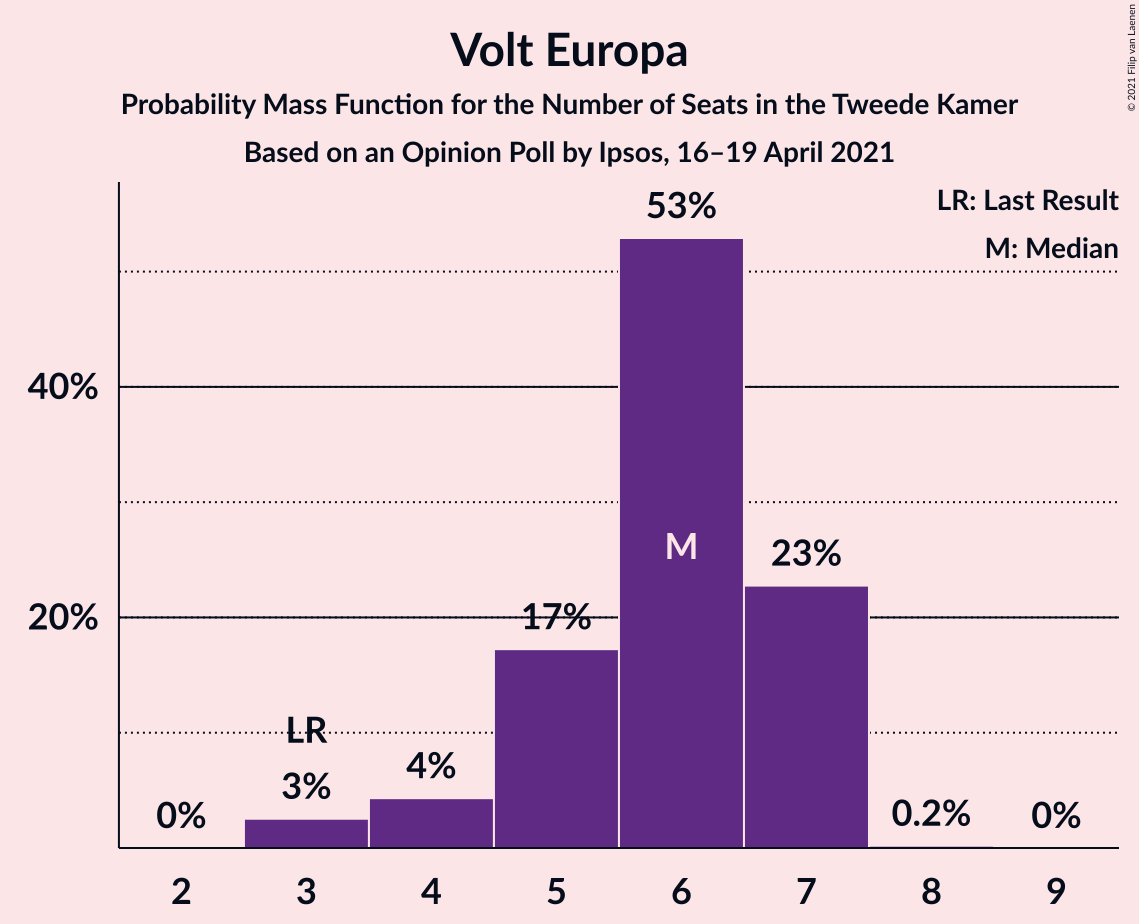 Volt Europa
Probability Mass Function for the Number of Seats in the Tweede Kamer
Based on an Opinion Poll by Ipsos, 16–19 April 2021
© 2021 Filip van Laenen
LR: Last Result
M: Median
53%
40%
M
23%
20%
17%
LR
4%
3%
0%
0.2%
0%
2 3 4 5 6 7 8 9